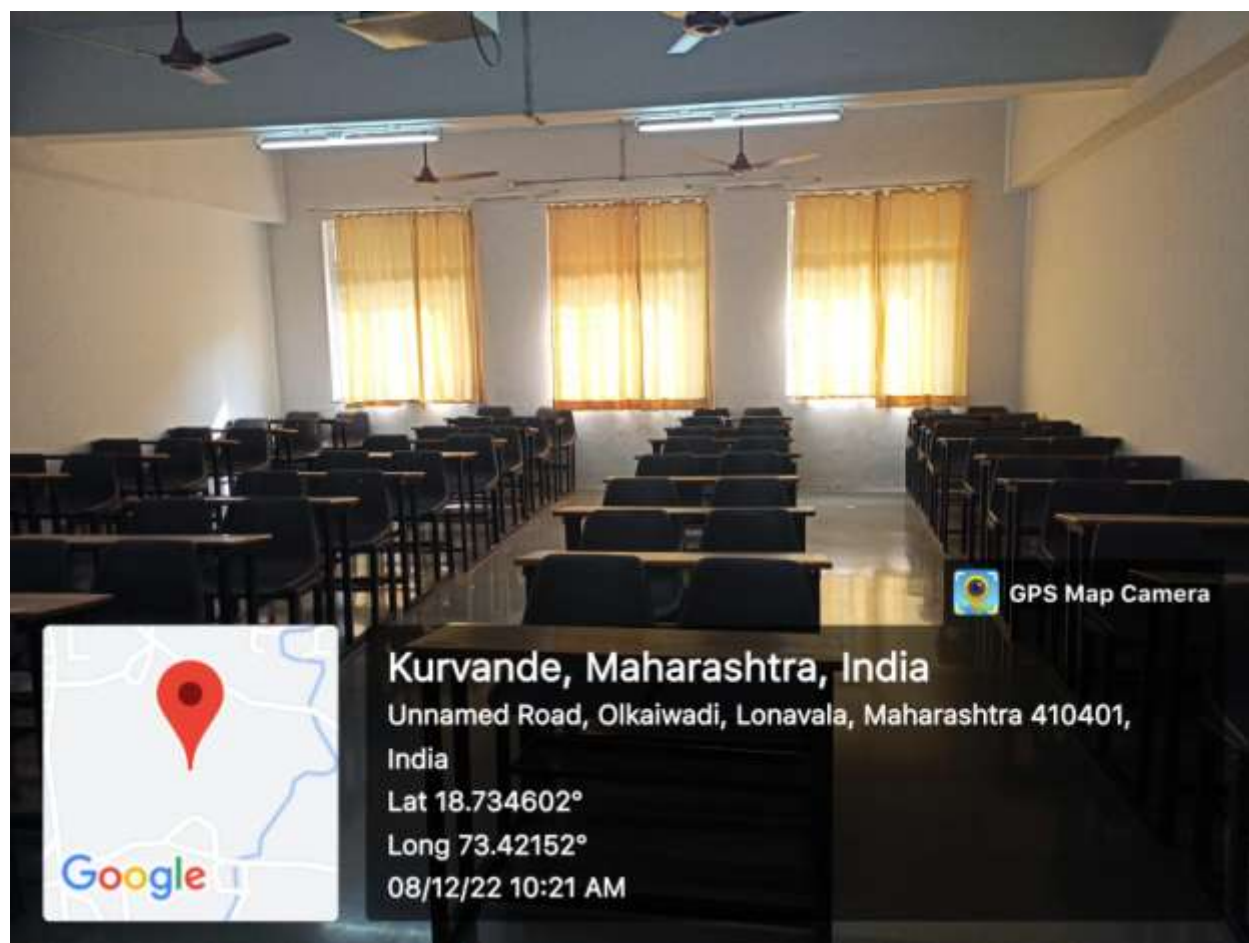 GPS Map Camera
Kurvande, Maharashtra, India
Unnamed Road, Olkaiwadi, Lonavala, Maharashtra 410401,
India
Lat 18.734602°
Long 73.42152°
08/12/22 10:21 AM
Google